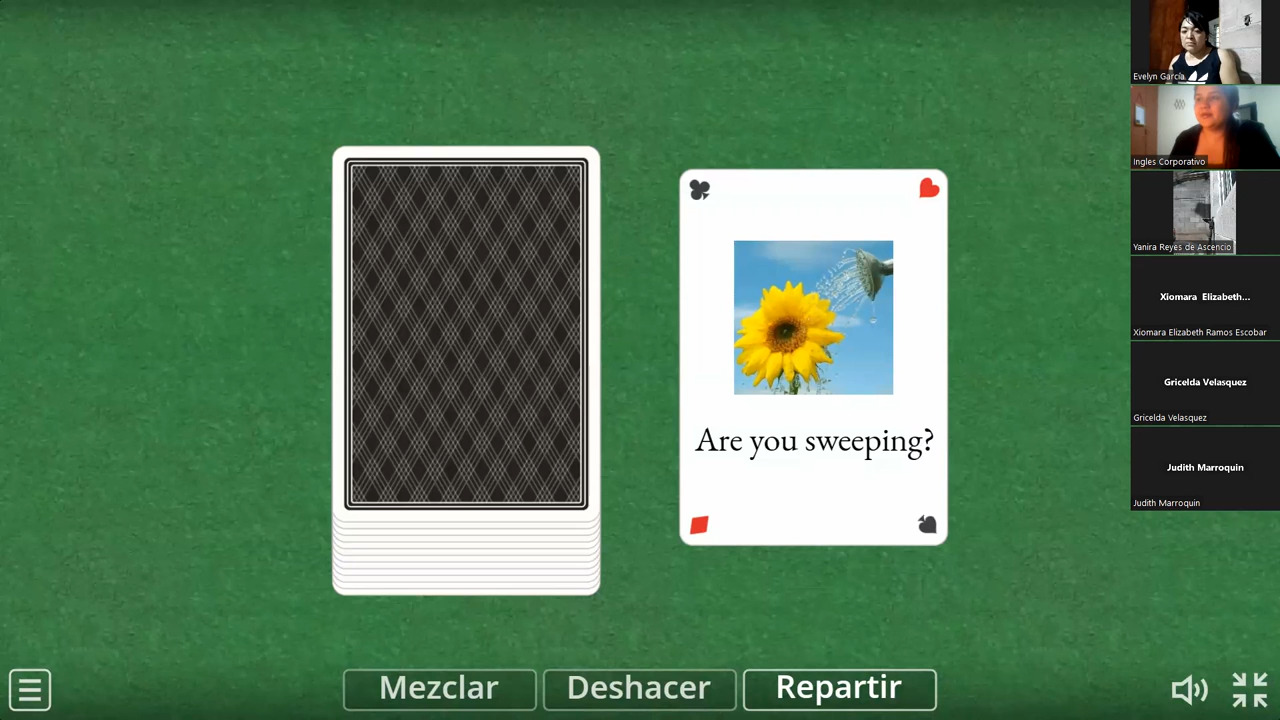 Are you sweeping?
Mezclar
Deshacer
Repartir
Evelyn García
Ingles Corporativo
Yanira Reyes de Ascencio
Xiomara Elizabeth...
Xiomara Elizabeth Ramos Escobar
Gricelda Velasquez
Gricelda Velasquez
Judith Marroquin
Judith Marroquin